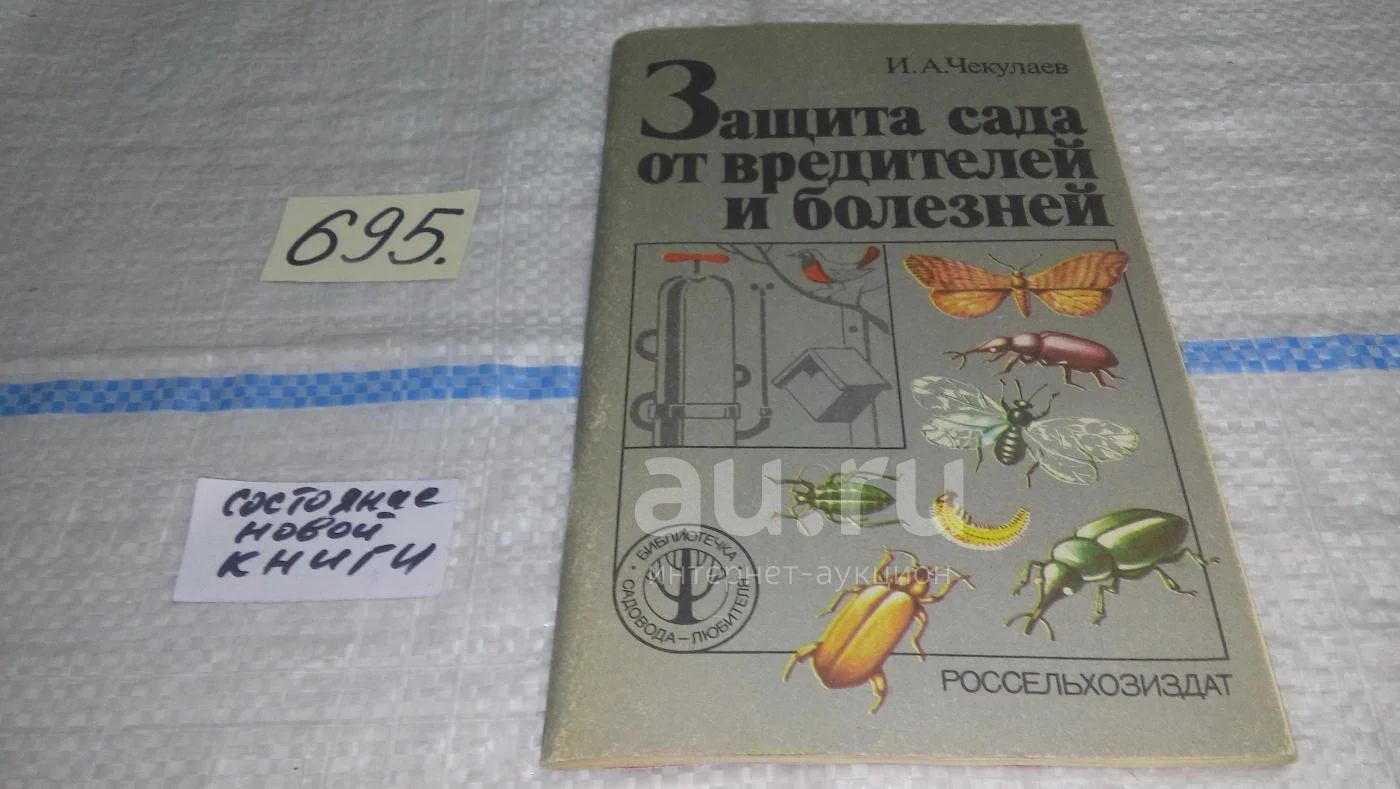 695.
состояние
новой
книги
И.А.Чекулаев
Защита сада
от вредителей
и болезней
au.ru
интернет-аукцион
• БИБЛИОТЕЧКА •
САДОВОДА–ЛЮБИТЕЛЯ
РОССЕЛЬХОЗИЗДАТ